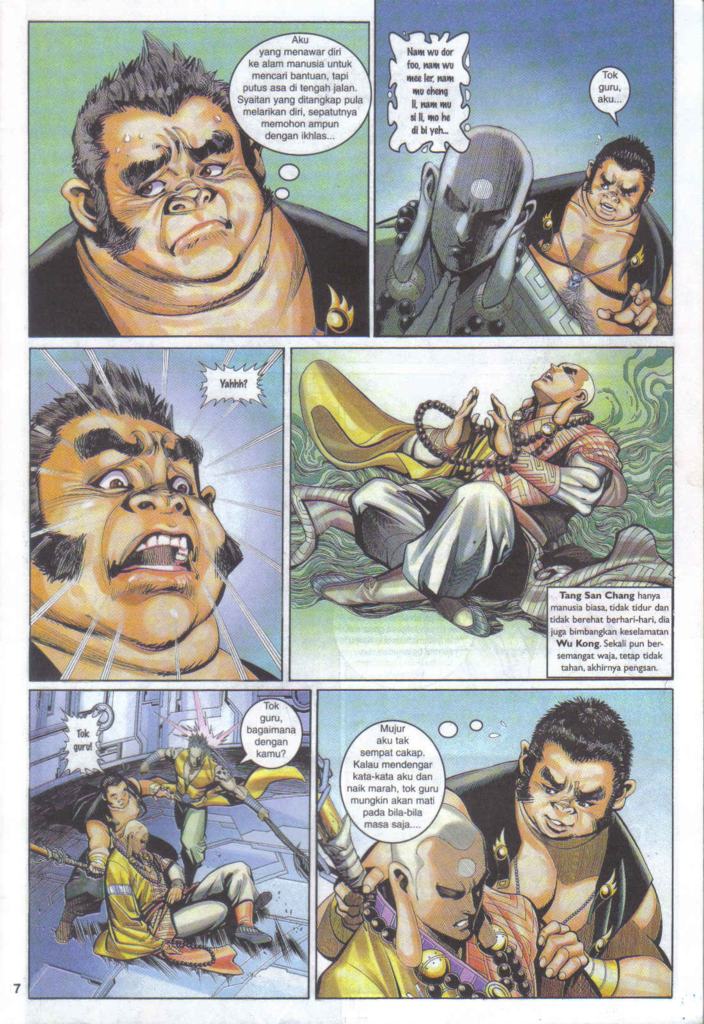 Aku
yang menawar diri
ke alam manusia untuk
mencari bantuan, tapi
putus asa di tengah jalan.
Syaitan yang ditangkap pula
melarikan diri, sepatutnya
memohon ampun
dengan ikhlas...
Nam wu dor
foo, nam wu
mee ler, nam
mu cheng
li, nam mu
si li, mo he
di bi yeh...
Tok
guru,
aku...
Yahhh?
Tang San Chang hanya
manusia biasa, tidak tidur dan
tidak berehat berhari-hari, dia
juga bimbangkan keselamatan
Wu Kong. Sekali pun ber-
semangat waja, tetap tidak
tahan, akhirnya pengsan.
Tok
guru!
Tok
guru,
bagaimana
dengan
kamu?
Mujur
aku tak
sempat cakap.
Kalau mendengar
kata-kata aku dan
naik marah, tok guru
mungkin akan mati
pada bila-bila
masa saja....
7